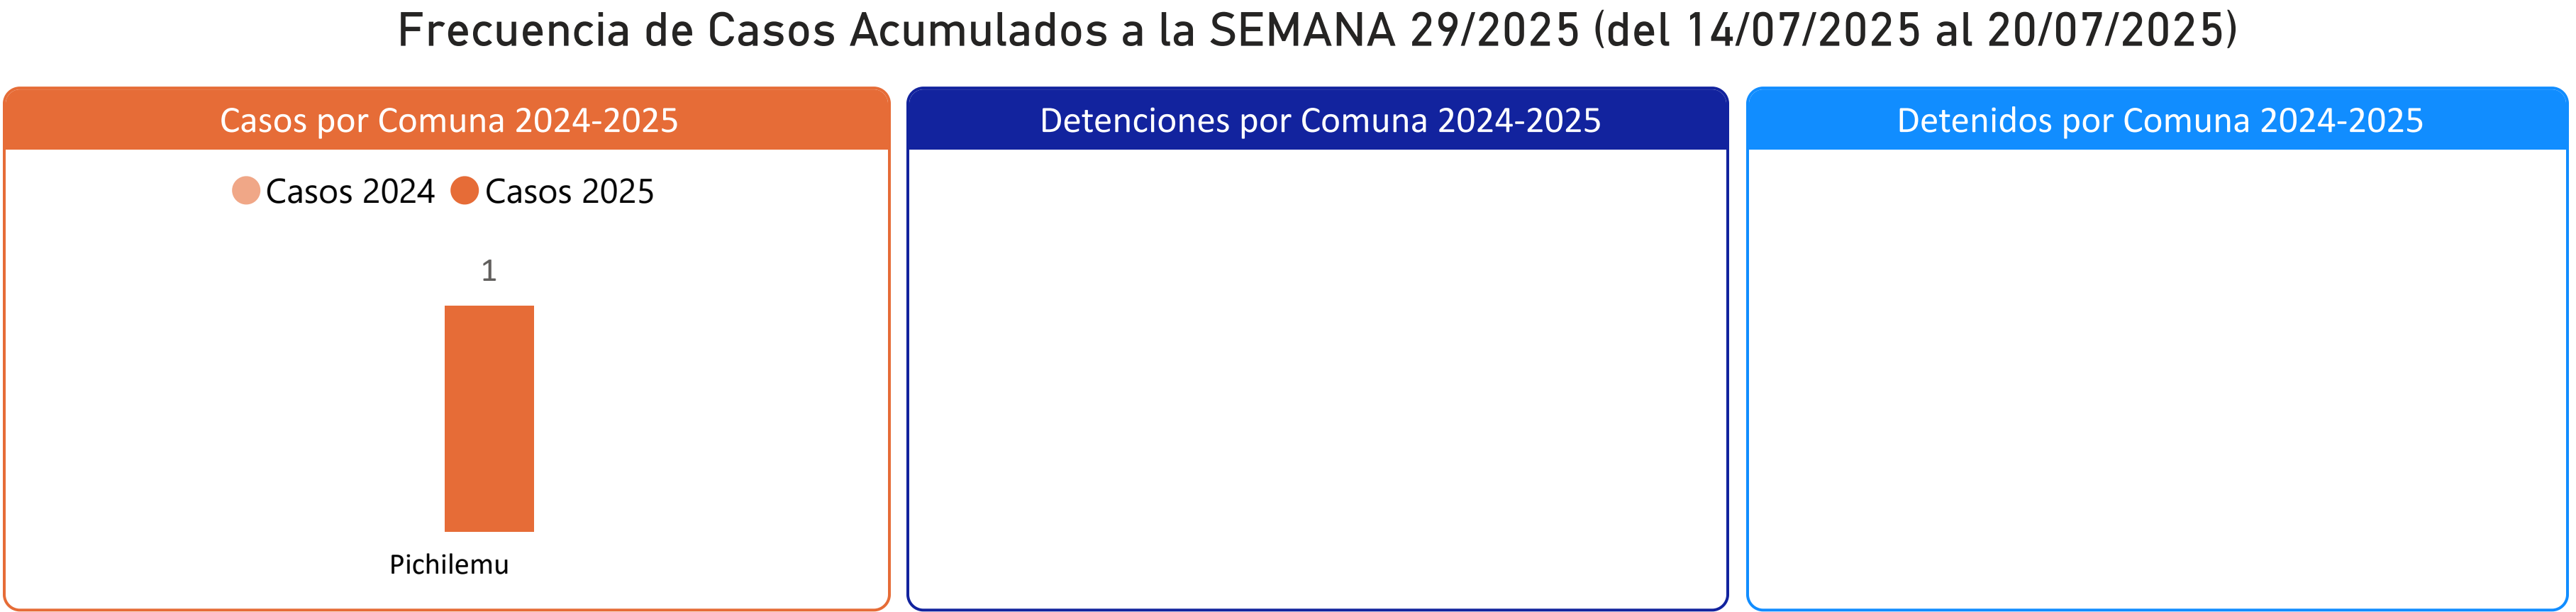 Frecuencia de Casos Acumulados a la SEMANA 29/2025 (del 14/07/2025 al 20/07/2025)
Casos por Comuna 2024-2025
Casos 2024 Casos 2025
1
Pichilemu
Detenciones por Comuna 2024-2025
Detenidos por Comuna 2024-2025